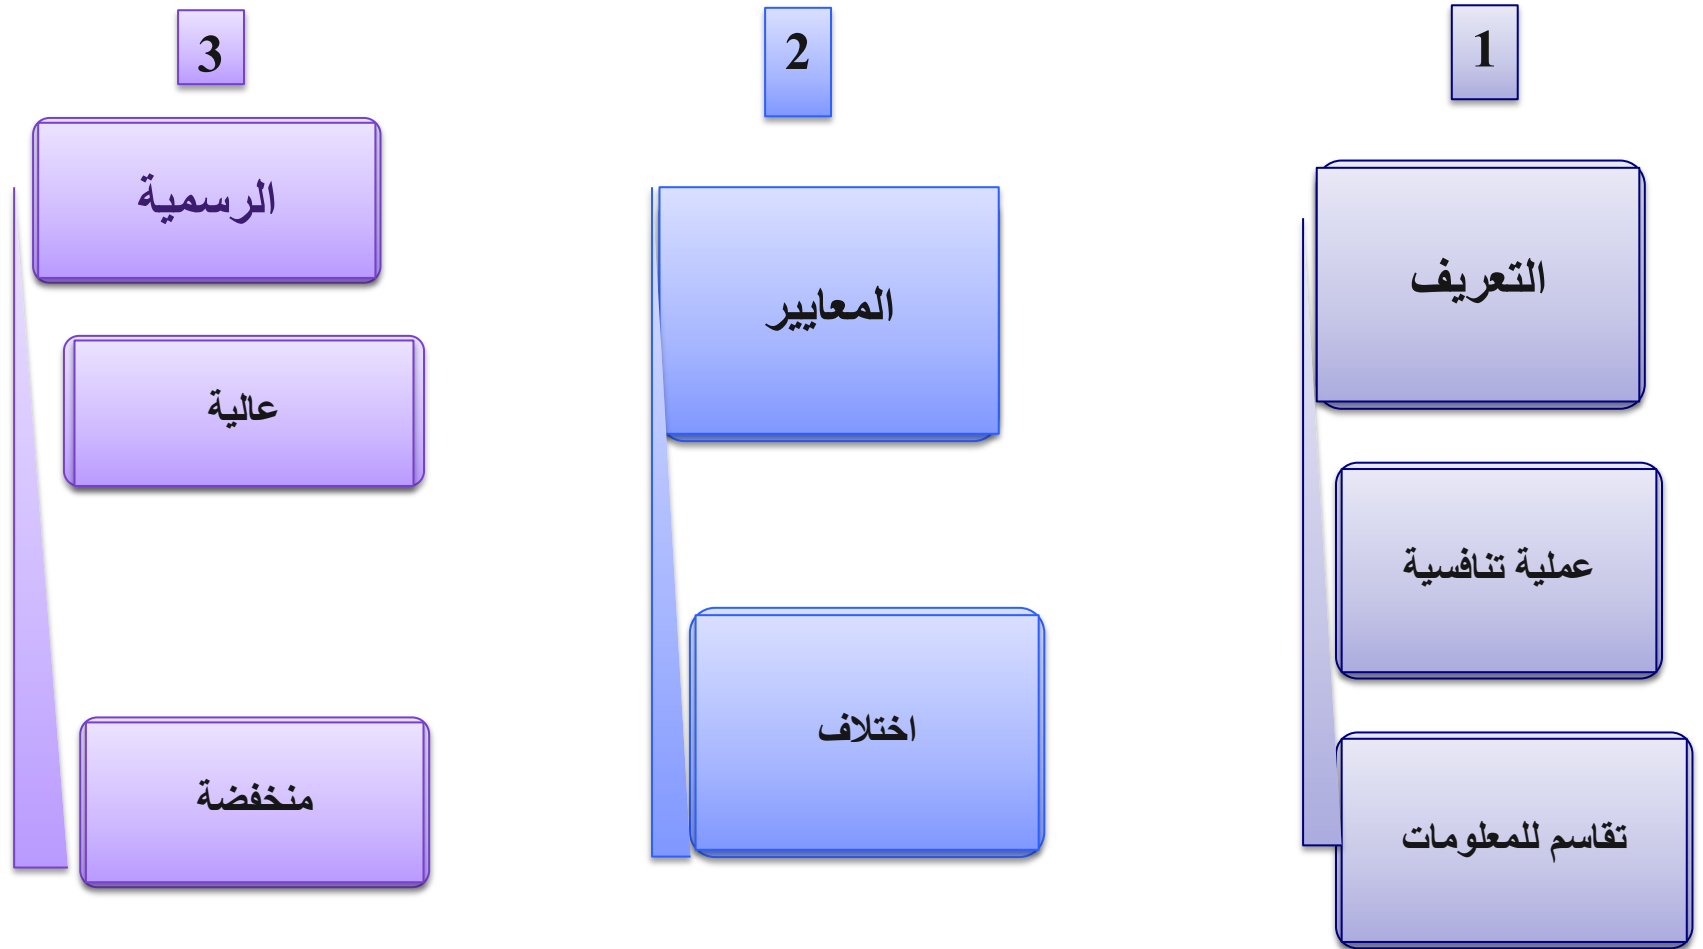 1
التعريف
عملية تنافسية
تقاسم للمعلومات
2
المعايير
اختلاف
3
الرسمية
عالية
منخفضة